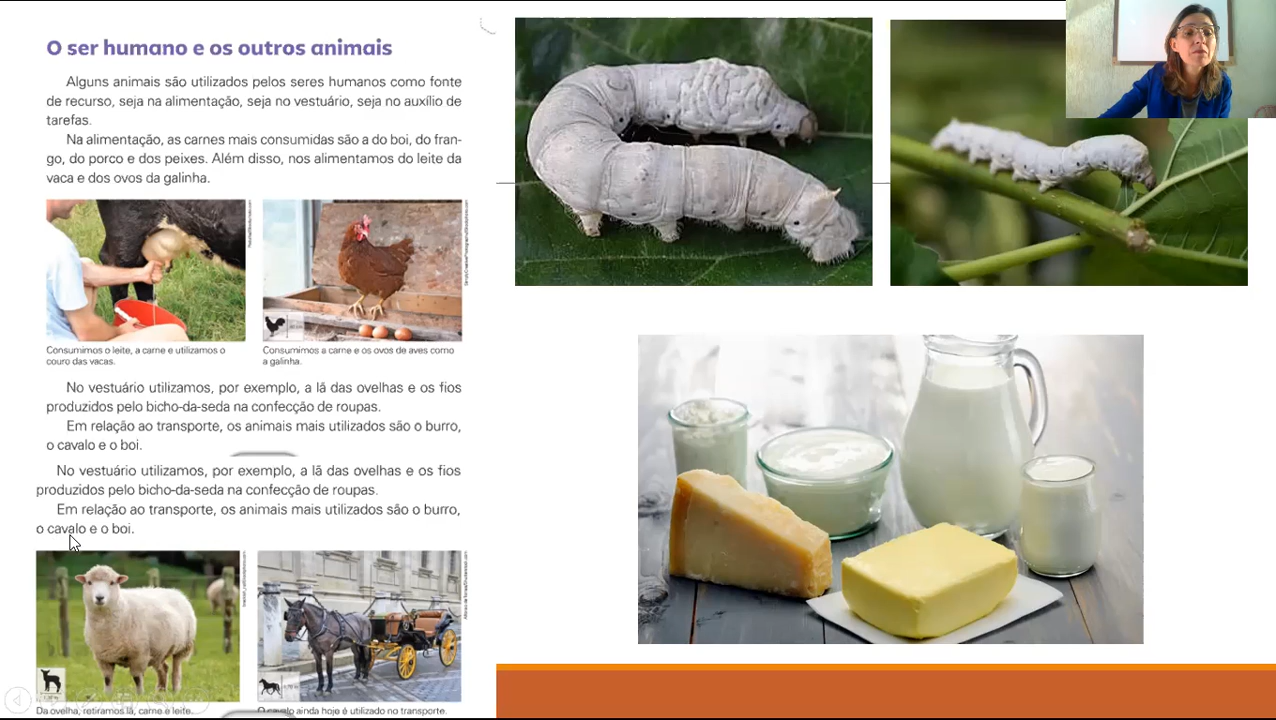 O ser humano e os outros animais
Alguns animais são utilizados pelos seres humanos como fonte
de recurso, seja na alimentação, seja no vestuário, seja no auxílio de
tarefas.
Na alimentação, as carnes mais consumidas são a do boi, do fran-
go, do porco e dos peixes. Além disso, nos alimentamos do leite da
vaca e dos ovos da galinha.
Consumimos o leite, a carne e utilizamos o
couro das vacas.
Consumimos a carne e os ovos de aves como
a galinha.
No vestuário utilizamos, por exemplo, a lã das ovelhas e os fios
produzidos pelo bicho-da-seda na confecção de roupas.
Em relação ao transporte, os animais mais utilizados são o burro,
o cavalo e o boi.
No vestuário utilizamos, por exemplo, a lã das ovelhas e os fios
produzidos pelo bicho-da-seda na confecção de roupas.
Em relação ao transporte, os animais mais utilizados são o burro,
o cavalo e o boi.
Da ovelha, retiramos lã, carne e leite.
O cavalo ainda hoje é utilizado no transporte.